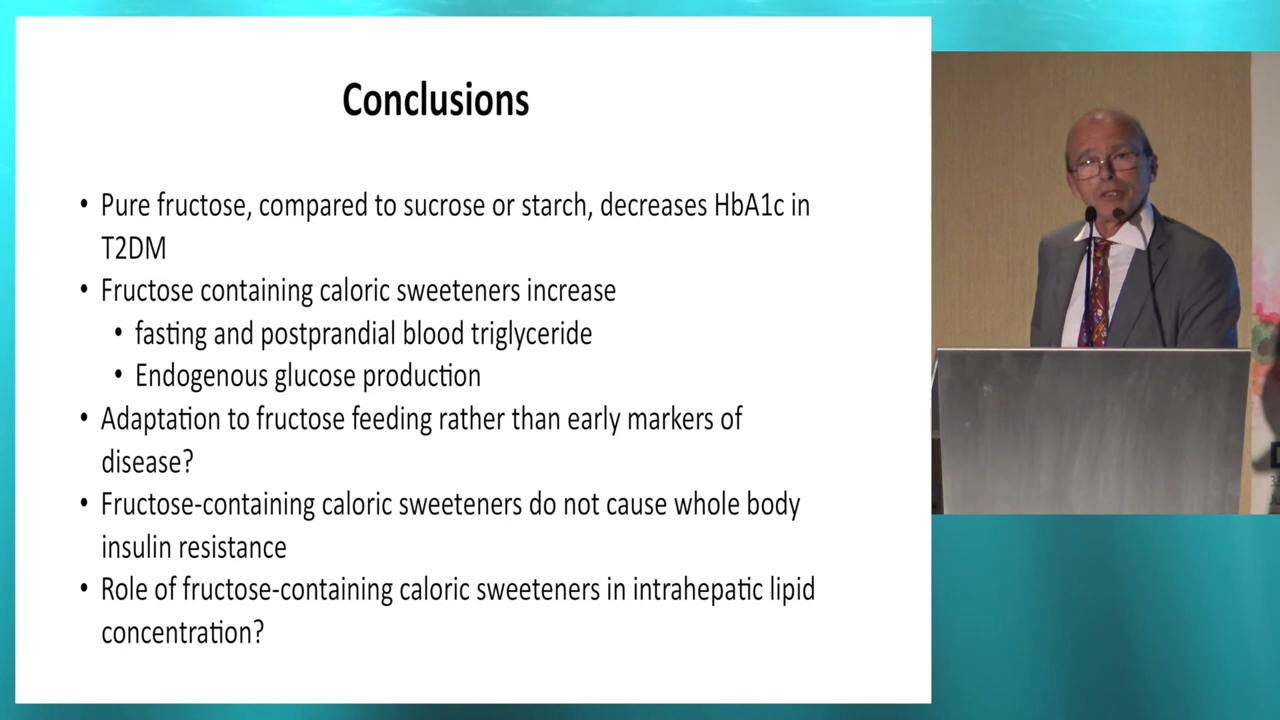 Conclusions
• Pure fructose, compared to sucrose or starch, decreases HbA1c in
T2DM
• Fructose containing caloric sweeteners increase
• fasting and postprandial blood triglyceride
• Endogenous glucose production
• Adaptation to fructose feeding rather than early markers of
disease?
• Fructose-containing caloric sweeteners do not cause whole body
insulin resistance
• Role of fructose-containing caloric sweeteners in intrahepatic lipid
concentration?